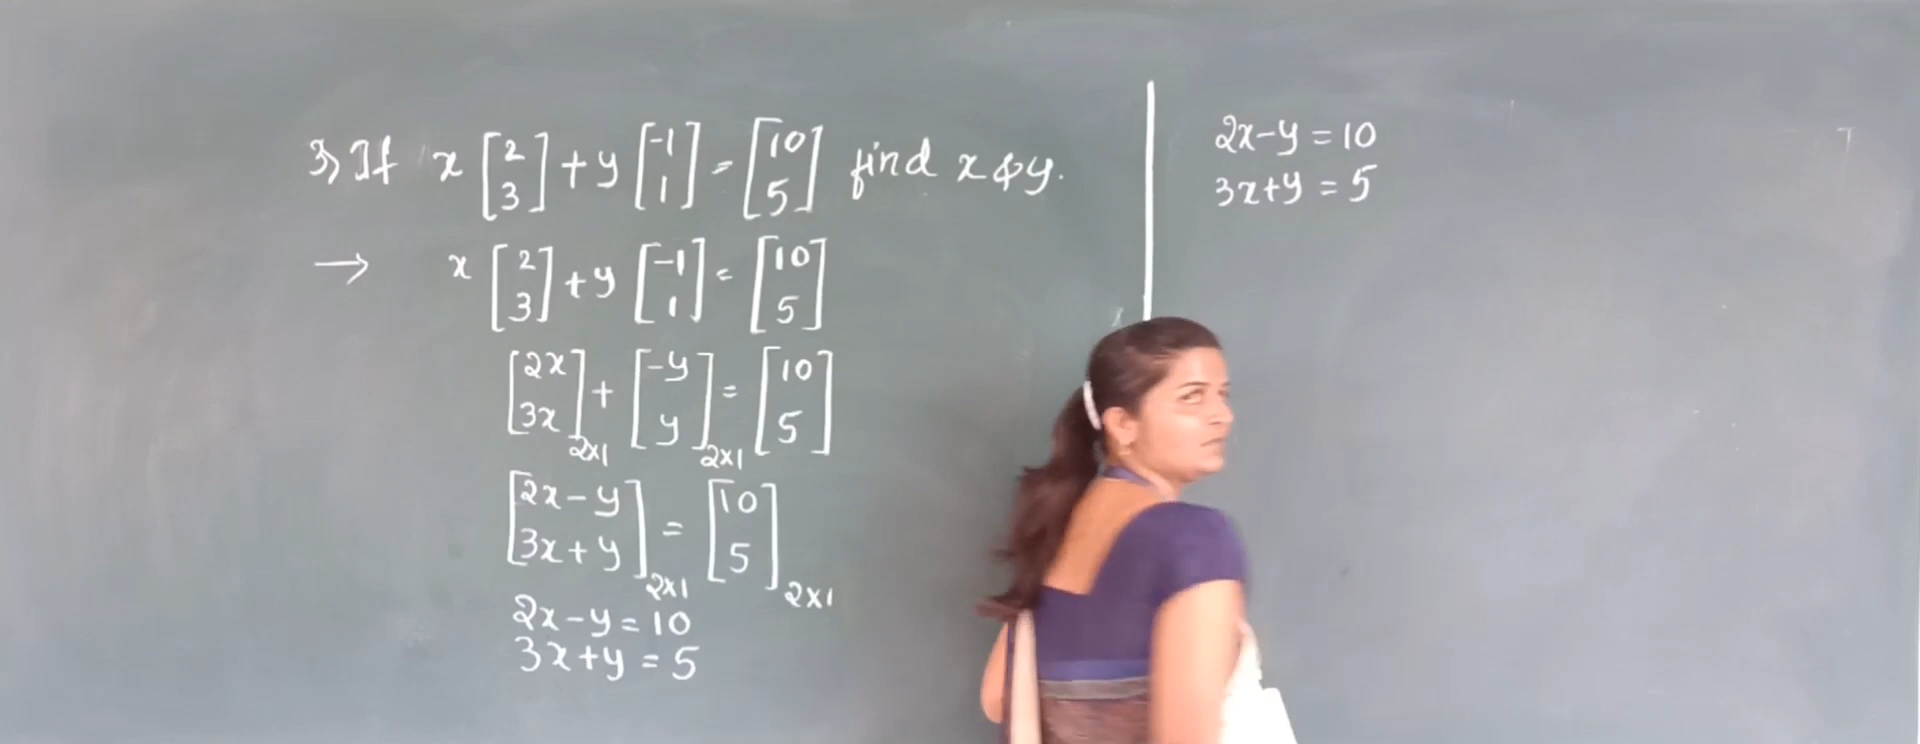 3) If x [2 3] + y [-1 1] = [10 5] find x & y.
→ x [2 3] + y [-1 1] = [10 5]
[2x 3x]2x1 + [-y y]2x1 = [10 5]
[2x-y 3x+y]2x1 = [10 5]2x1
2x-y = 10
3x+y = 5
2x-y = 10
3x+y = 5